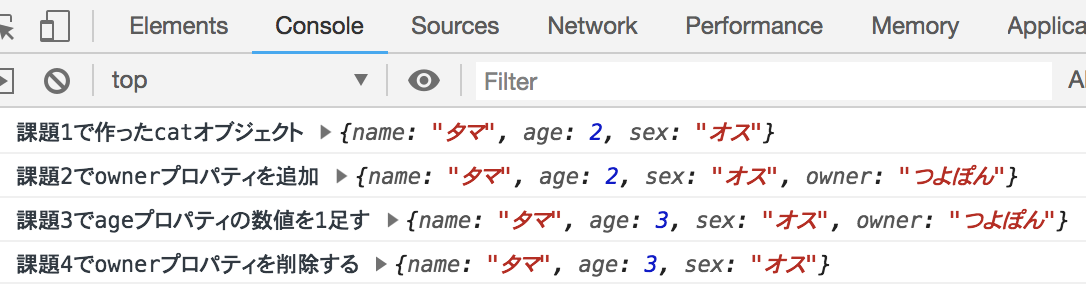 Elements Console Sources Network Performance Memory Applica
top Filter Al
課題1で作ったcatオブジェクト ▶{name: "タマ", age: 2, sex: "オス"}
課題2でownerプロパティを追加 ▶{name: "タマ", age: 2, sex: "オス", owner: "つよぽん"}
課題3でageプロパティの数値を1足す ▶{name: "タマ", age: 3, sex: "オス", owner: "つよぽん"}
課題4でownerプロパティを削除する ▶{name: "タマ", age: 3, sex: "オス"}